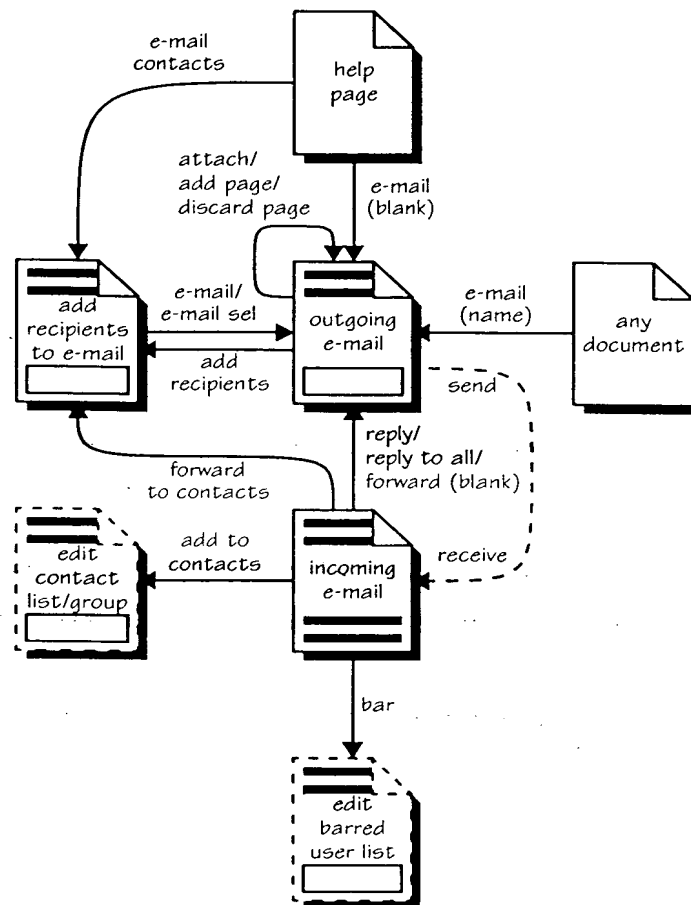 e-mail
contacts
help
page
attach/
add page/
discard page
e-mail
(blank)
add
recipients
to e-mail
e-mail/
e-mail sel
add
recipients
outgoing
e-mail
e-mail
(name)
any
document
send
reply/
reply to all/
forward (blank)
forward
to contacts
edit
contact
list/group
add to
contacts
incoming
e-mail
receive
bar
edit
barred
user list